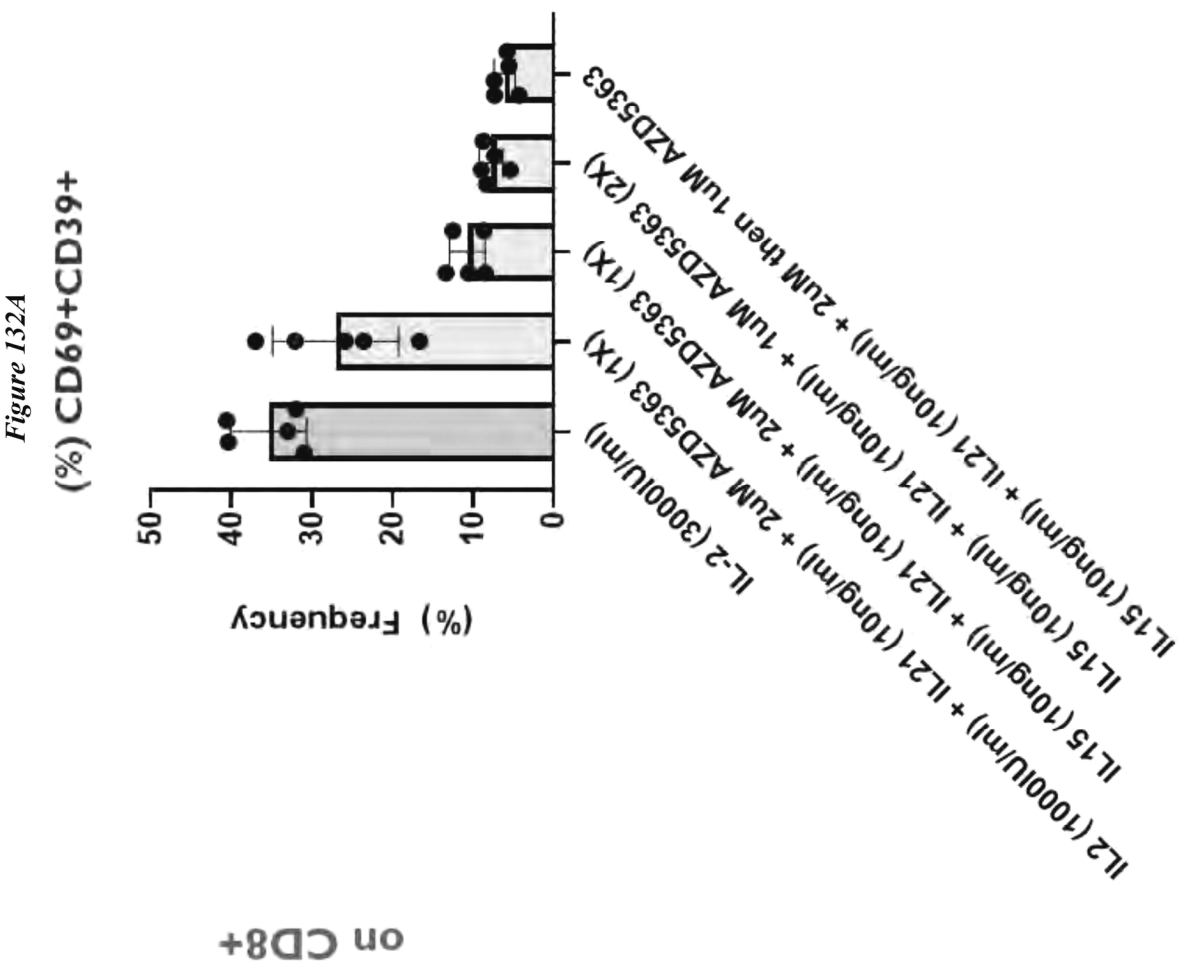 Figure 132A
(%) CD69+CD39+
on CD8+
(%) Frequency
50
40
30
20
10
0
IL-2 (3000IU/ml)
IL2 (1000IU/ml) + IL21 (10ng/ml) + 2uM AZD5363 (1X)
IL15 (10ng/ml) + IL21 (10ng/ml) + 2uM AZD5363 (1X)
IL15 (10ng/ml) + IL21 (10ng/ml) + 1uM AZD5363 (2X)
IL15 (10ng/ml) + IL21 (10ng/ml) + 2uM then 1uM AZD5363